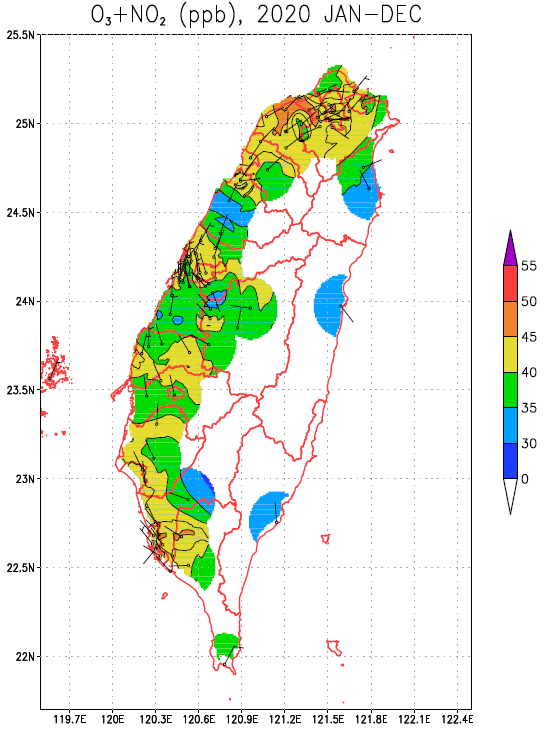 O₃+NO₂ (ppb), 2020 JAN−DEC
25.5N
25N
24.5N
24N
23.5N
23N
22.5N
22N
119.7E 120E 120.3E 120.6E 120.9E 121.2E 121.5E 121.8E 122.1E 122.4E
55
50
45
40
35
30
0